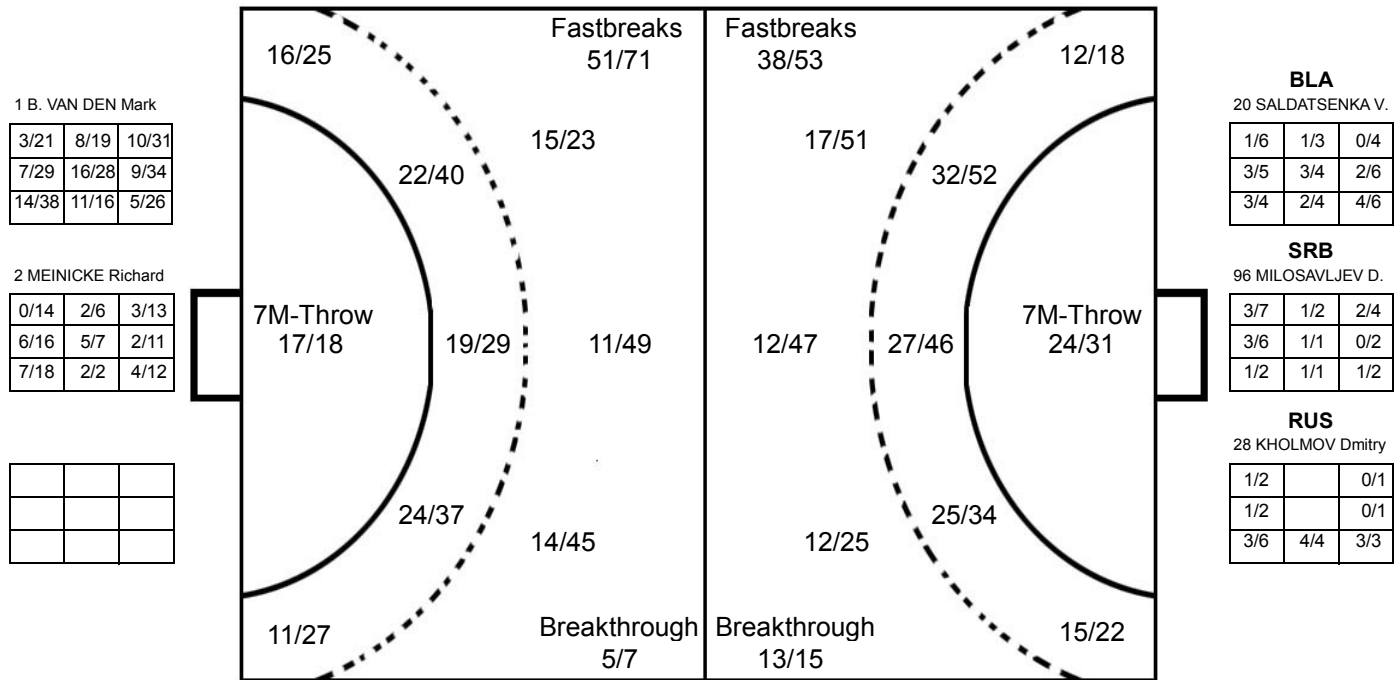 1 B. VAN DEN Mark
3/21 8/19 10/31
7/29 16/28 9/34
14/38 11/16 5/26
2 MEINICKE Richard
0/14 2/6 3/13
6/16 5/7 2/11
7/18 2/2 4/12
Fastbreaks
51/71
16/25
15/23
22/40
7M-Throw
17/18
19/29
11/49
24/37
14/45
11/27
Breakthrough
5/7
Fastbreaks
38/53
12/18
17/51
32/52
12/47
27/46
7M-Throw
24/31
25/34
12/25
Breakthrough
13/15
15/22
BLA
20 SALDATSENKA V.
1/6 1/3 0/4
3/5 3/4 2/6
3/4 2/4 4/6
SRB
96 MILOSAVLJEV D.
3/7 1/2 2/4
3/6 1/1 0/2
1/2 1/1 1/2
RUS
28 KHOLMOV Dmitry
1/2 0/1
1/2 0/1
3/6 4/4 3/3